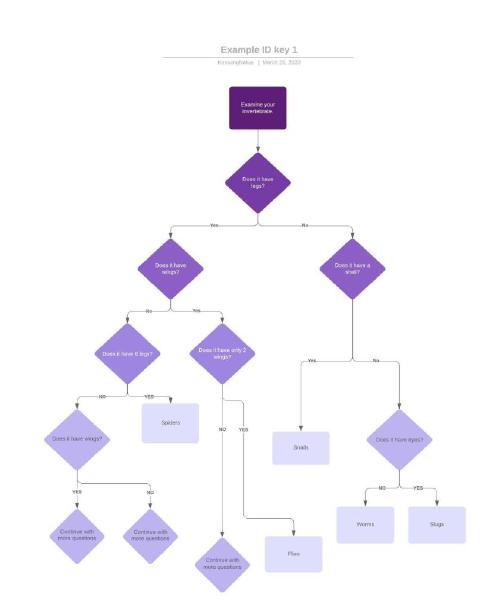 Example ID key 1
March 25, 2020
Examine your
invertebrate.
Does it have
legs?
Yes
No
Does it have
wings?
Does it have a
shell?
No
Yes
Does it have 8 legs?
Does it have only 2
wings?
Yes
No
NO
YES
Spiders
NO
YES
Does it have wings?
Snails
Does it have eyes?
YES
NO
NO
YES
Continue with
more questions
Continue with
more questions
Worms
Slugs
Continue with
more questions
Flies